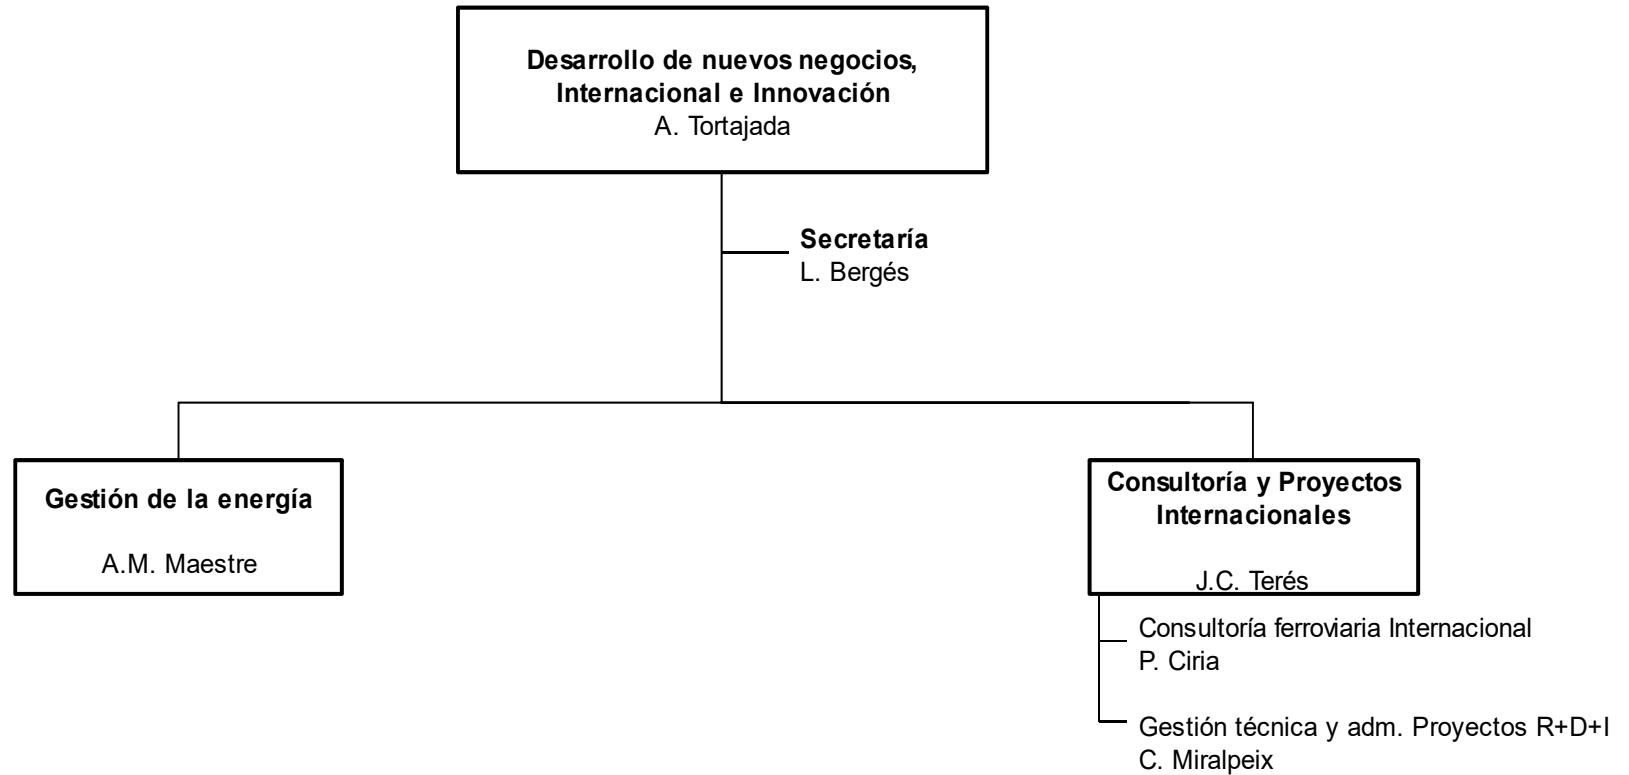 Desarrollo de nuevos negocios,
Internacional e Innovación
A. Tortajada
Secretaría
L. Bergés
Gestión de la energía
A.M. Maestre
Consultoría y Proyectos
Internacionales
J.C. Terés
Consultoría ferroviaria Internacional
P. Ciria
Gestión técnica y adm. Proyectos R+D+I
C. Miralpeix